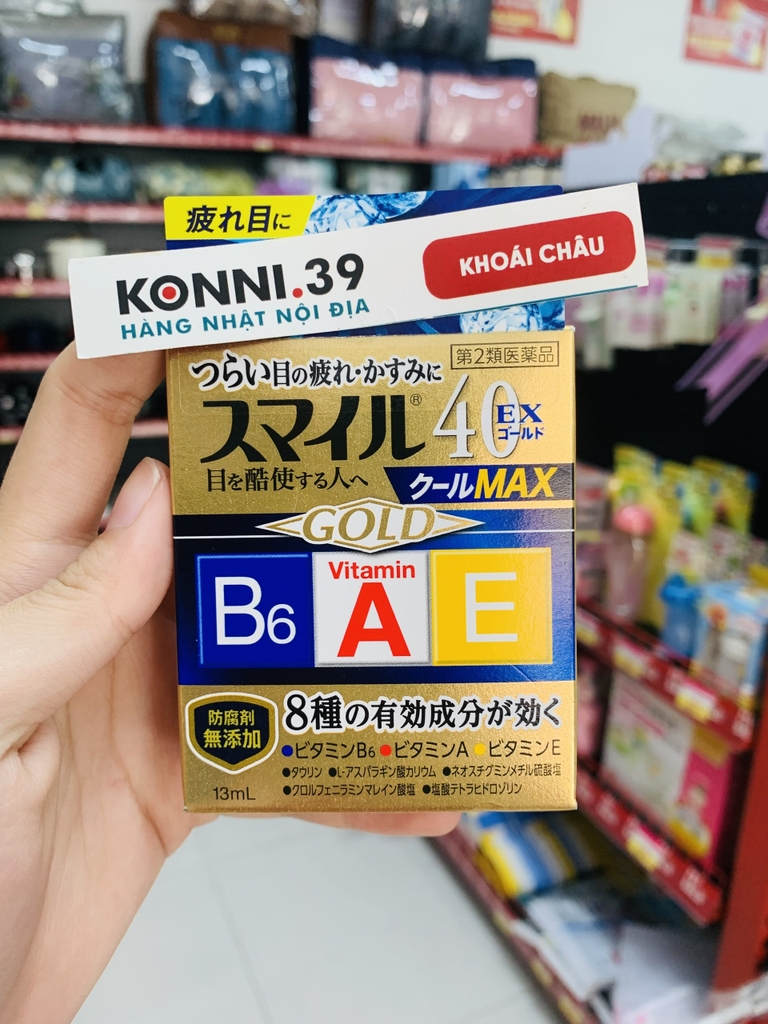 疲れ目に
KONNI.39
HÀNG NHẬT NỘI ĐỊA
KHOÁI CHÂU
第2類医薬品
つらい目の疲れ・かすみに
スマイル® 40 EX
ゴールド
目を酷使する人へ
クールMAX
GOLD
B6
Vitamin
A
E
防腐剤
無添加
8種の有効成分が効く
●ビタミンB6 ●ビタミンA ●ビタミンE
●タウリン ●L-アスパラギン酸カリウム ●ネオスチグミンメチル硫酸塩
●クロルフェニラミンマレイン酸塩 ●塩酸テトラヒドロゾリン
13mL